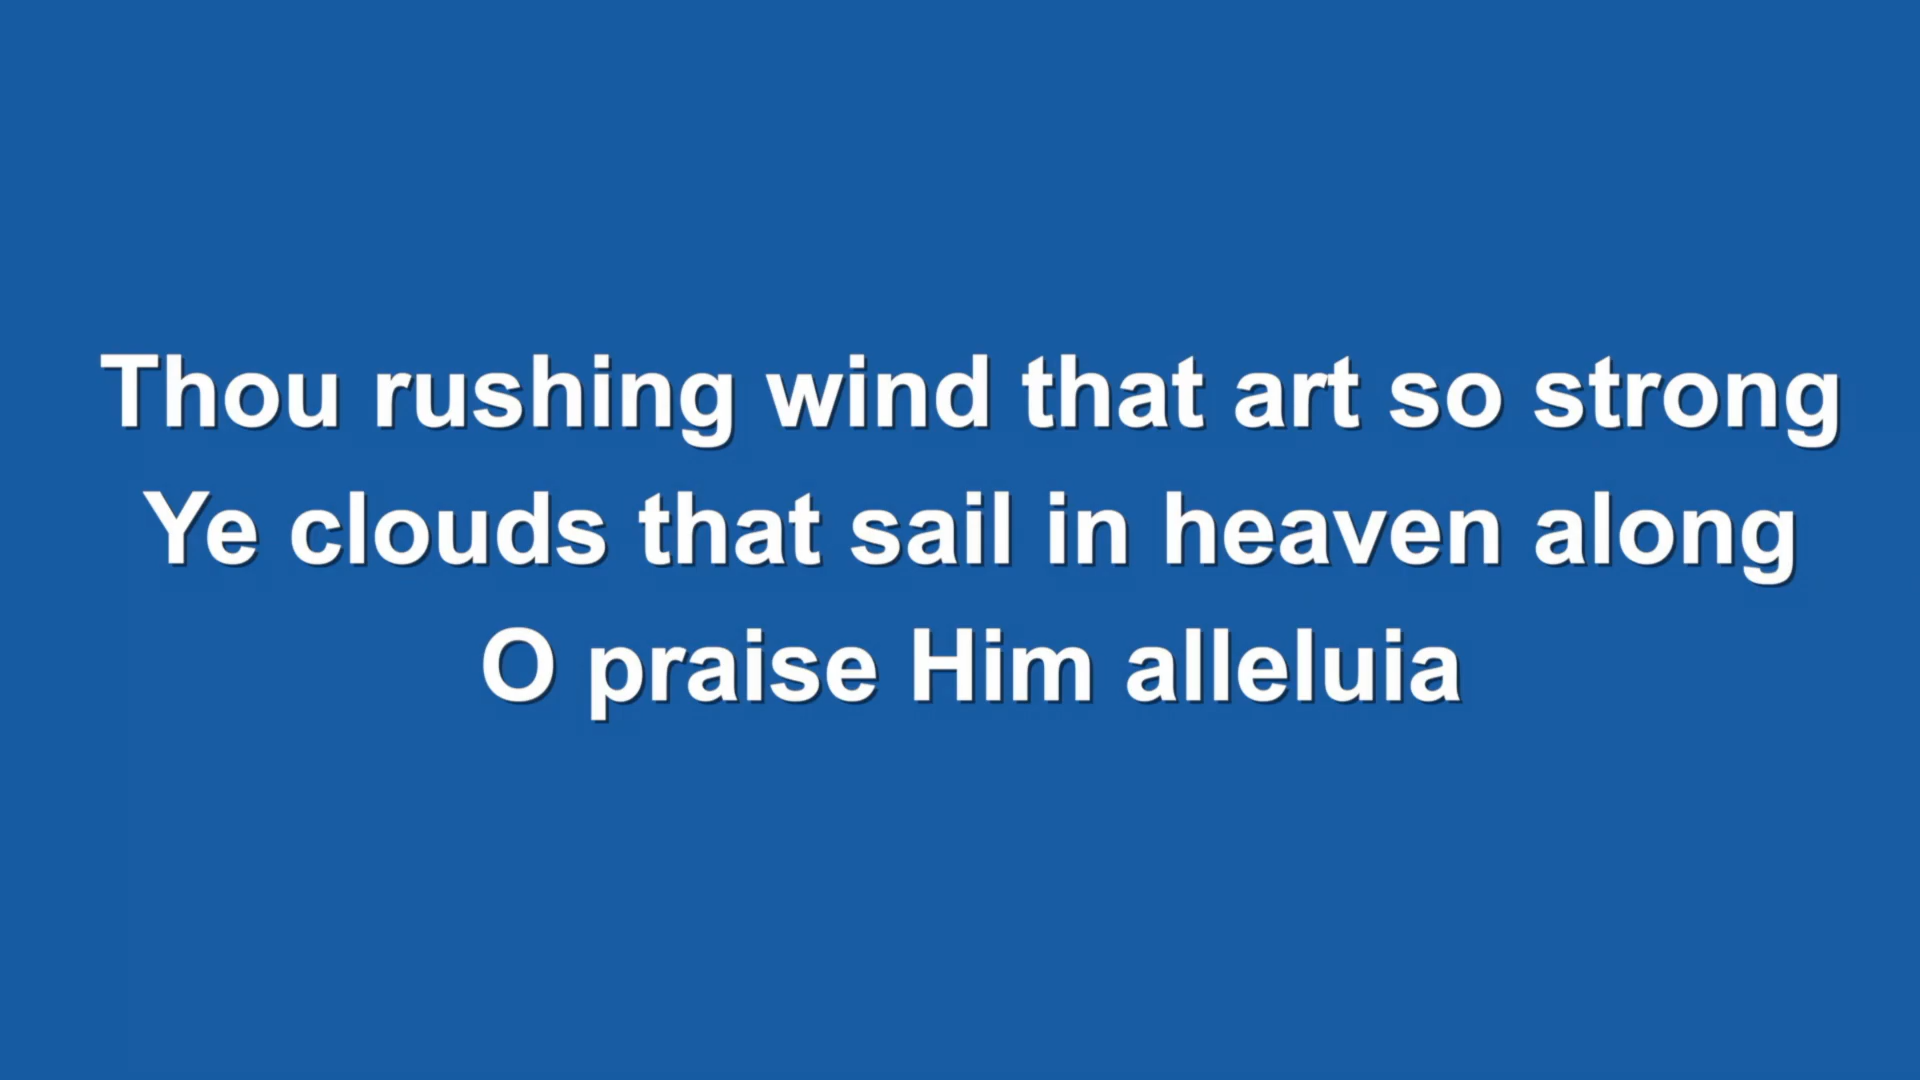 Thou rushing wind that art so strong
Ye clouds that sail in heaven along
O praise Him alleluia